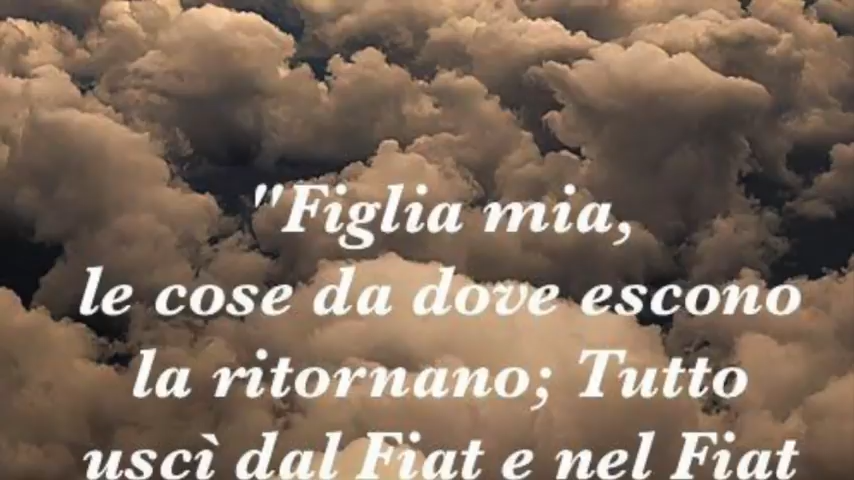 "Figlia mia,
le cose da dove escono
la ritornano; Tutto
uscì dal Fiat e nel Fiat